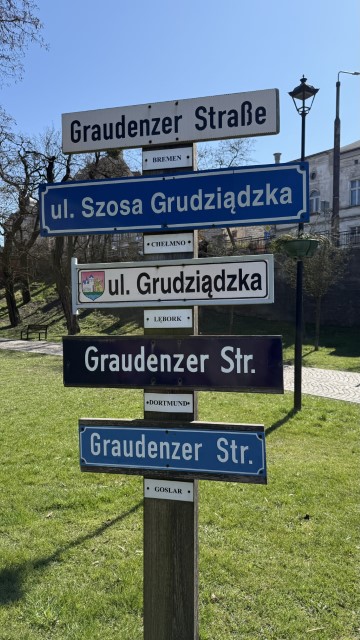 Graudenzer Straße
BREMEN
ul. Szosa Grudziądzka
CHEŁMNO
ul. Grudziądzka
LĘBORK
Graudenzer Str.
DORTMUND
Graudenzer Str.
GOSLAR